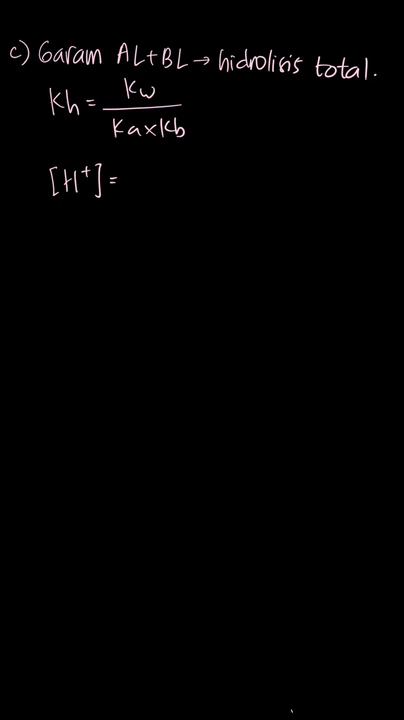 c) Garam AL+BL → hidrolisis total.
Kh = Kw / Ka x Kb
[H⁺] =